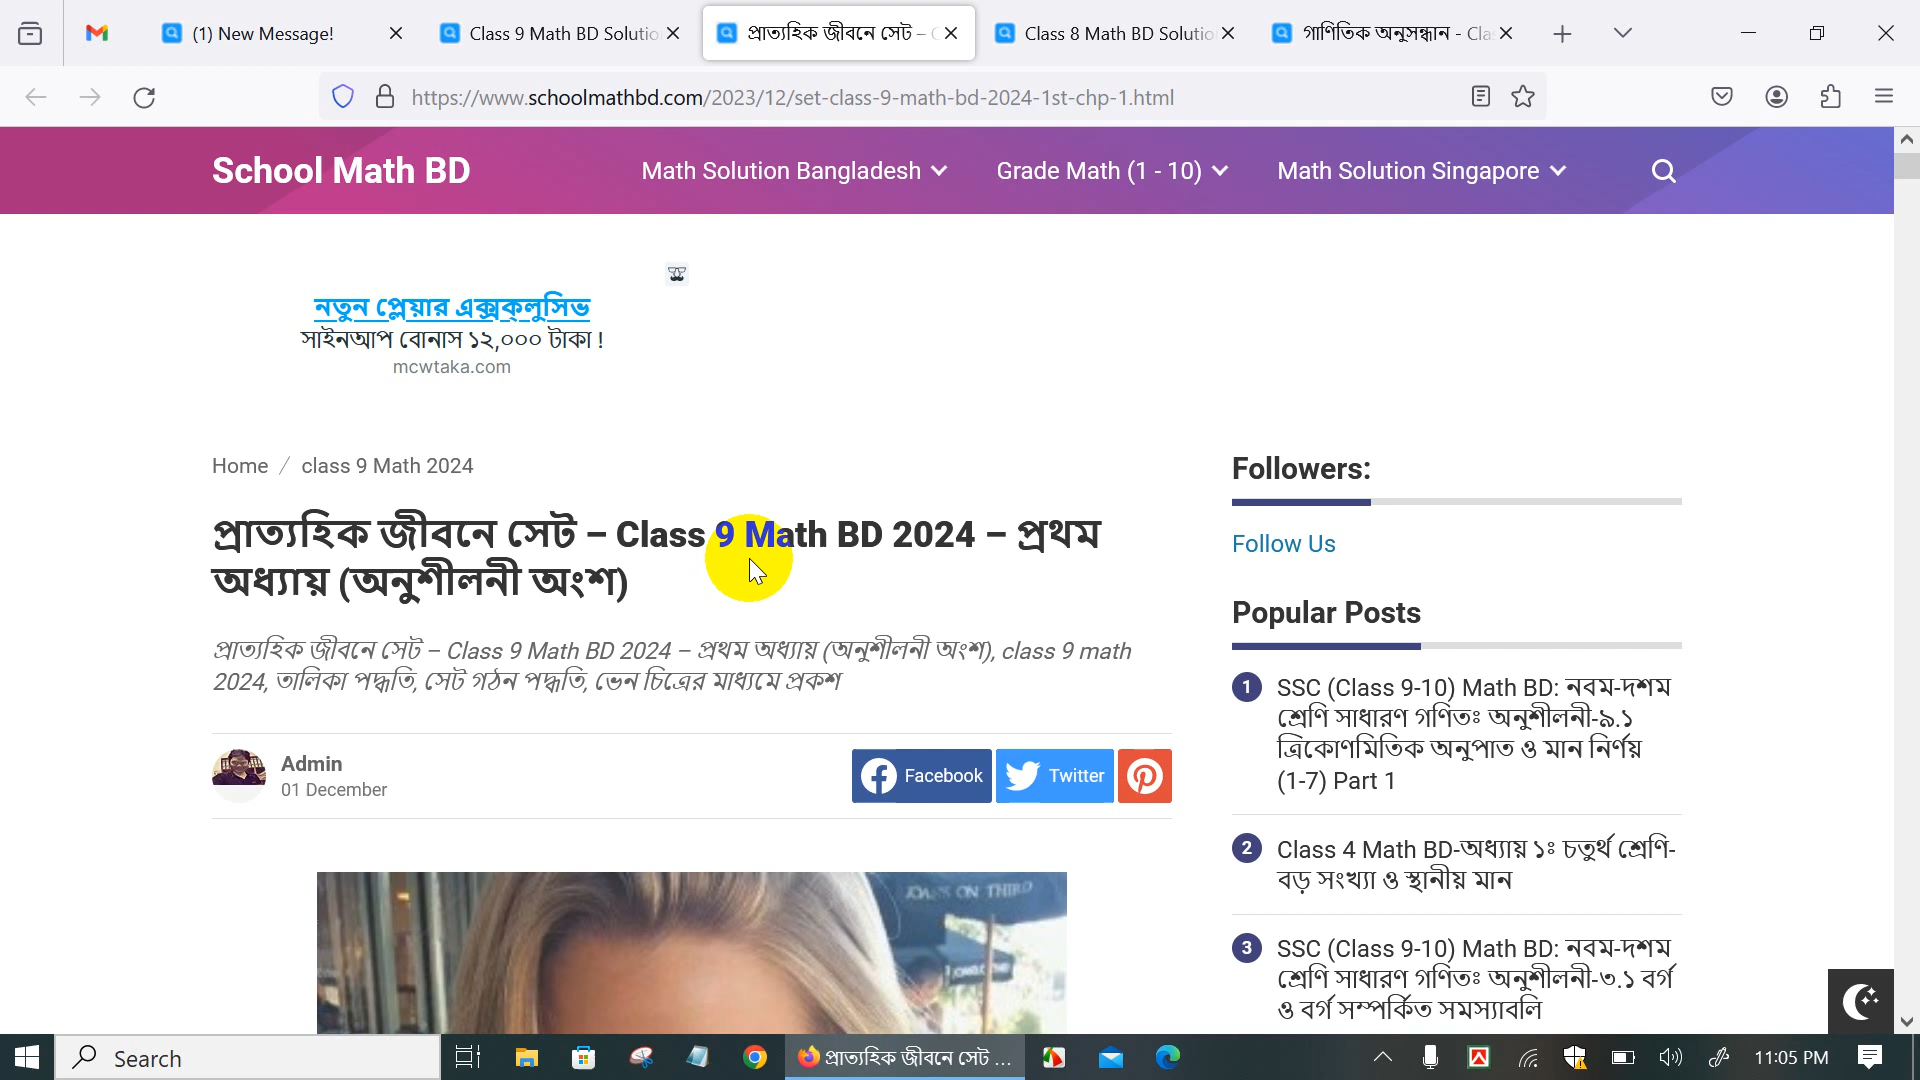 (1) New Message!
Class 9 Math BD Solutio
প্রাত্যহিক জীবনে সেট –
Class 8 Math BD Solutio
গাণিতিক অনুসন্ধান - Cla
https://www.schoolmathbd.com/2023/12/set-class-9-math-bd-2024-1st-chp-1.html
School Math BD
Math Solution Bangladesh
Grade Math (1 - 10)
Math Solution Singapore
নতুন প্লেয়ার এক্সক্লুসিভ
সাইনআপ বোনাস ১২,০০০ টাকা !
mcwtaka.com
Home / class 9 Math 2024
প্রাত্যহিক জীবনে সেট – Class 9 Math BD 2024 – প্রথম
অধ্যায় (অনুশীলনী অংশ)
প্রাত্যহিক জীবনে সেট – Class 9 Math BD 2024 – প্রথম অধ্যায় (অনুশীলনী অংশ), class 9 math
2024, তালিকা পদ্ধতি, সেট গঠন পদ্ধতি, ভেন চিত্রের মাধ্যমে প্রকশ
Admin
01 December
Facebook
Twitter
JOAN'S ON THIRD
Followers:
Follow Us
Popular Posts
1 SSC (Class 9-10) Math BD: নবম-দশম
শ্রেণি সাধারণ গণিতঃ অনুশীলনী-৯.১
ত্রিকোণমিতিক অনুপাত ও মান নির্ণয়
(1-7) Part 1
2 Class 4 Math BD-অধ্যায় ১ঃ চতুর্থ শ্রেণি-
বড় সংখ্যা ও স্থানীয় মান
3 SSC (Class 9-10) Math BD: নবম-দশম
শ্রেণি সাধারণ গণিতঃ অনুশীলনী-৩.১ বর্গ
ও বর্গ সম্পর্কিত সমস্যাবলি
Search
প্রাত্যহিক জীবনে সেট ...
11:05 PM